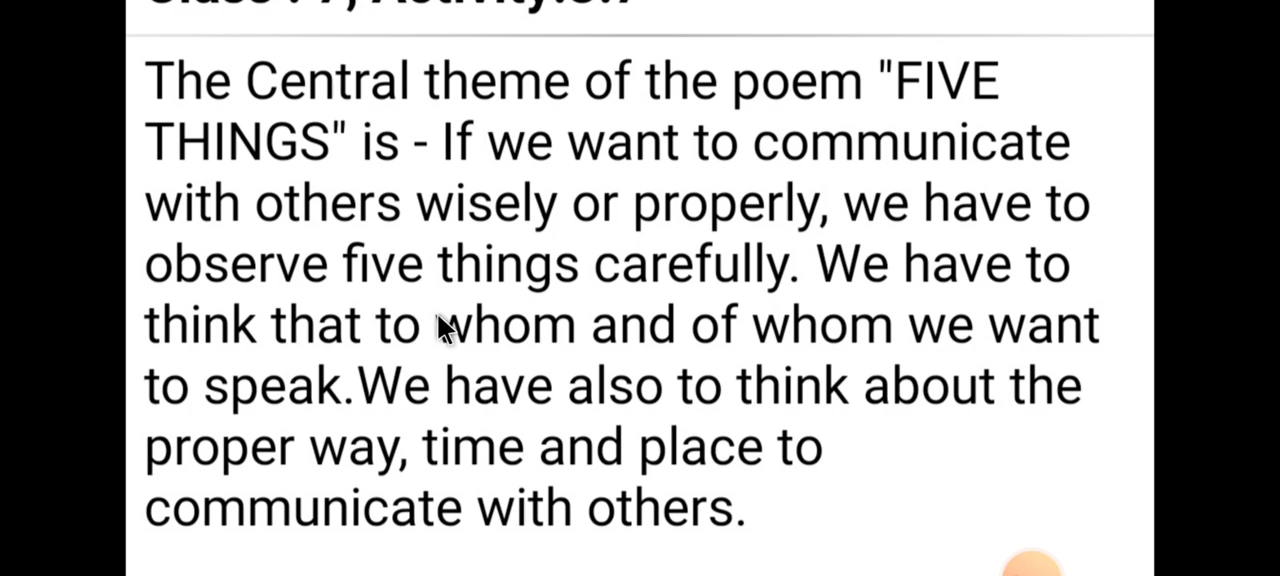 The Central theme of the poem "FIVE
THINGS" is - If we want to communicate
with others wisely or properly, we have to
observe five things carefully. We have to
think that to whom and of whom we want
to speak.We have also to think about the
proper way, time and place to
communicate with others.